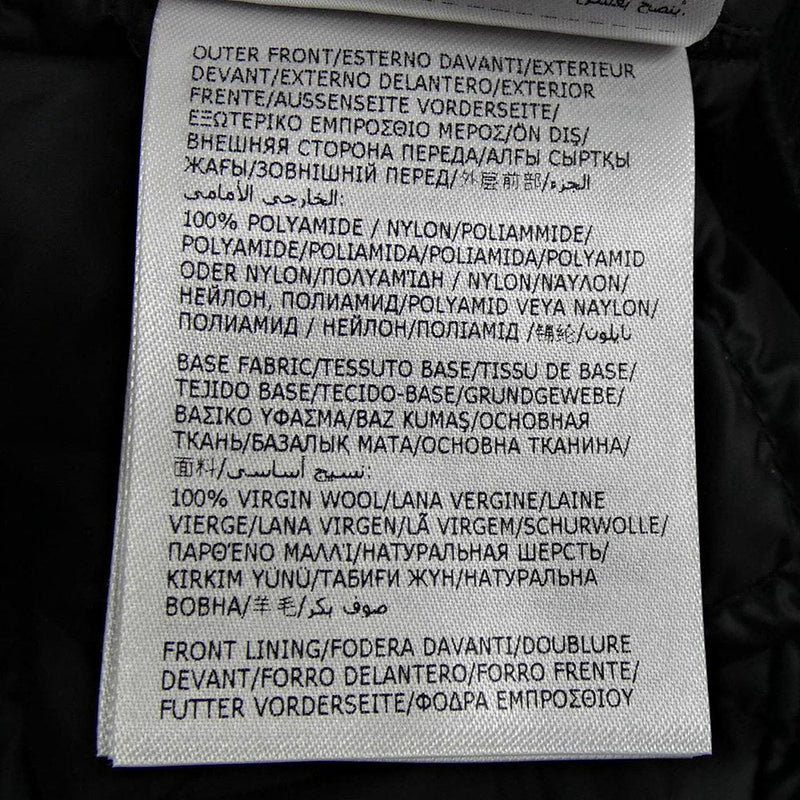 OUTER FRONT/ESTERNO DAVANTI/EXTERIEUR
DEVANT/EXTERNO DELANTERO/EXTERIOR
FRENTE/AUSSENSEITE VORDERSEITE/
ΕΞΩΤΕΡΙΚΟ ΕΜΠΡΟΣΘΙΟ ΜΕΡΟΣ/ÖN DIŞ/
ВНЕШНЯЯ СТОРОНА ПЕРЕДА/АЛҒЫ СЫРТҚЫ
ЖАҒЫ/ЗОВНІШНІЙ ПЕРЕД/外层前部/الجزء
الخارجي الأمامى:
100% POLYAMIDE / NYLON/POLIAMMIDE/
POLYAMIDE/POLIAMIDA/POLIAMIDA/POLYAMID
ODER NYLON/ΠΟΛΥΑΜΊΔΗ / NYLON/ΝΆΥΛΟΝ/
НЕЙЛОН, ПОЛИАМИД/POLYAMID VEYA NAYLON/
ПОЛИАМИД / НЕЙЛОН/ПОЛІАМІД /锦纶/نايلون
BASE FABRIC/TESSUTO BASE/TISSU DE BASE/
TEJIDO BASE/TECIDO-BASE/GRUNDGEWEBE/
ΒΑΣΙΚΟ ΥΦΑΣΜΑ/BAZ KUMAŞ/ОСНОВНАЯ
ТКАНЬ/БАЗАЛЫҚ МАТА/ОСНОВНА ТКАНИНА/
面料/نسيج أساسى:
100% VIRGIN WOOL/LANA VERGINE/LAINE
VIERGE/LANA VIRGEN/LÃ VIRGEM/SCHURWOLLE/
ΠΑΡΘΈΝΟ ΜΑΛΛΊ/НАТУРАЛЬНАЯ ШЕРСТЬ/
KIRKIM YÜNÜ/ТАБИҒИ ЖҮН/НАТУРАЛЬНА
ВОВНА/羊毛/صوف بكر
FRONT LINING/FODERA DAVANTI/DOUBLURE
DEVANT/FORRO DELANTERO/FORRO FRENTE/
FUTTER VORDERSEITE/ΦΟΔΡΑ ΕΜΠΡΟΣΘΙΟΥ